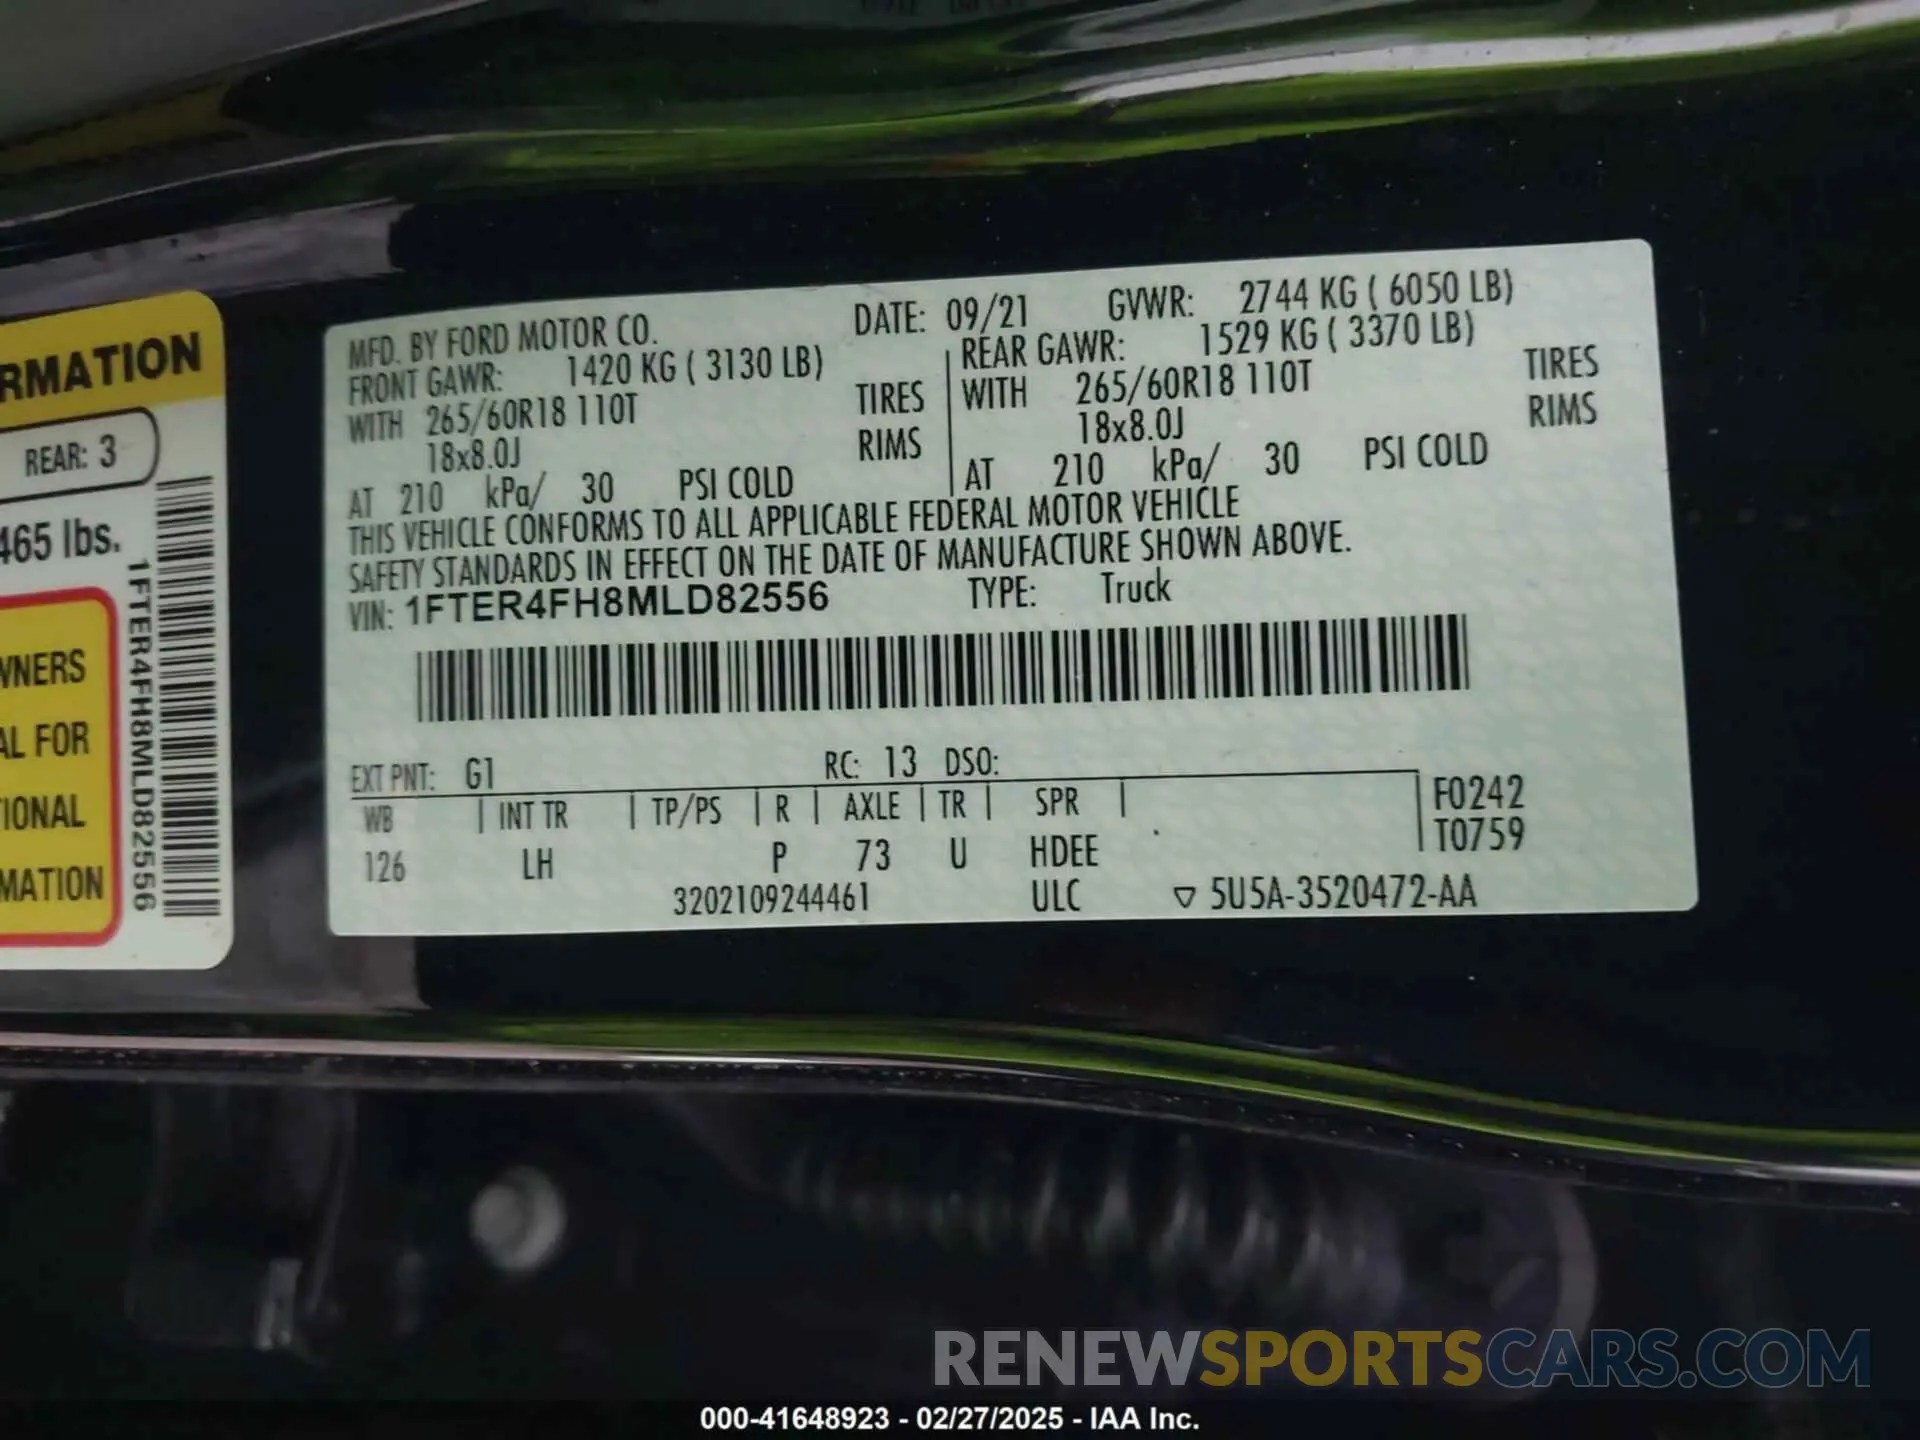 RMATION
REAR: 3
465 lbs.
WNERS
AL FOR
TIONAL
MATION
1FTER4FH8MLD82556
MFD. BY FORD MOTOR CO.
DATE: 09/21 GVWR: 2744 KG ( 6050 LB)
FRONT GAWR: 1420 KG ( 3130 LB)
WITH 265/60R18 110T TIRES
18x8.0J RIMS
AT 210 kPa/ 30 PSI COLD
REAR GAWR: 1529 KG ( 3370 LB)
WITH 265/60R18 110T TIRES
18x8.0J RIMS
AT 210 kPa/ 30 PSI COLD
THIS VEHICLE CONFORMS TO ALL APPLICABLE FEDERAL MOTOR VEHICLE
SAFETY STANDARDS IN EFFECT ON THE DATE OF MANUFACTURE SHOWN ABOVE.
VIN: 1FTER4FH8MLD82556 TYPE: Truck
EXT PNT: G1 RC: 13 DSO:
WB | INT TR | TP/PS | R | AXLE | TR | SPR | F0242
126 LH P 73 U HDEE T0759
3202109244461 ULC ▽ 5U5A-3520472-AA
RENEWSPORTSCARS.COM
000-41648923 - 02/27/2025 - IAA Inc.